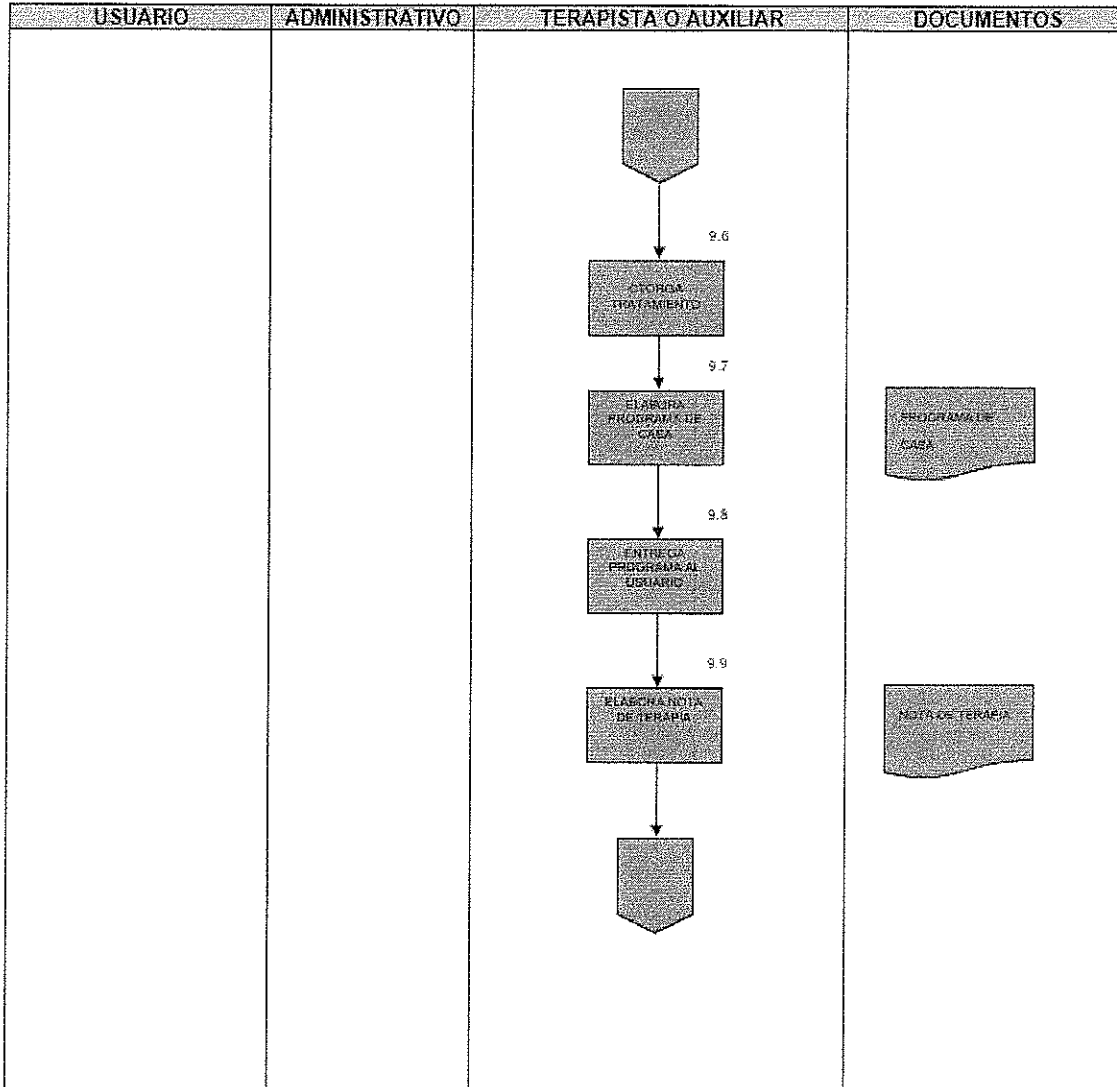 USUARIO
ADMINISTRATIVO
TERAPISTA O AUXILIAR
DOCUMENTOS
9.6
OTORGA
TRATAMIENTO
9.7
ELABORA
PROGRAMA DE
CASA
PROGRAMA DE
CASA
9.8
ENTREGA
PROGRAMA AL
USUARIO
9.9
ELABORA NOTA
DE TERAPIA
NOTA DE TERAPIA